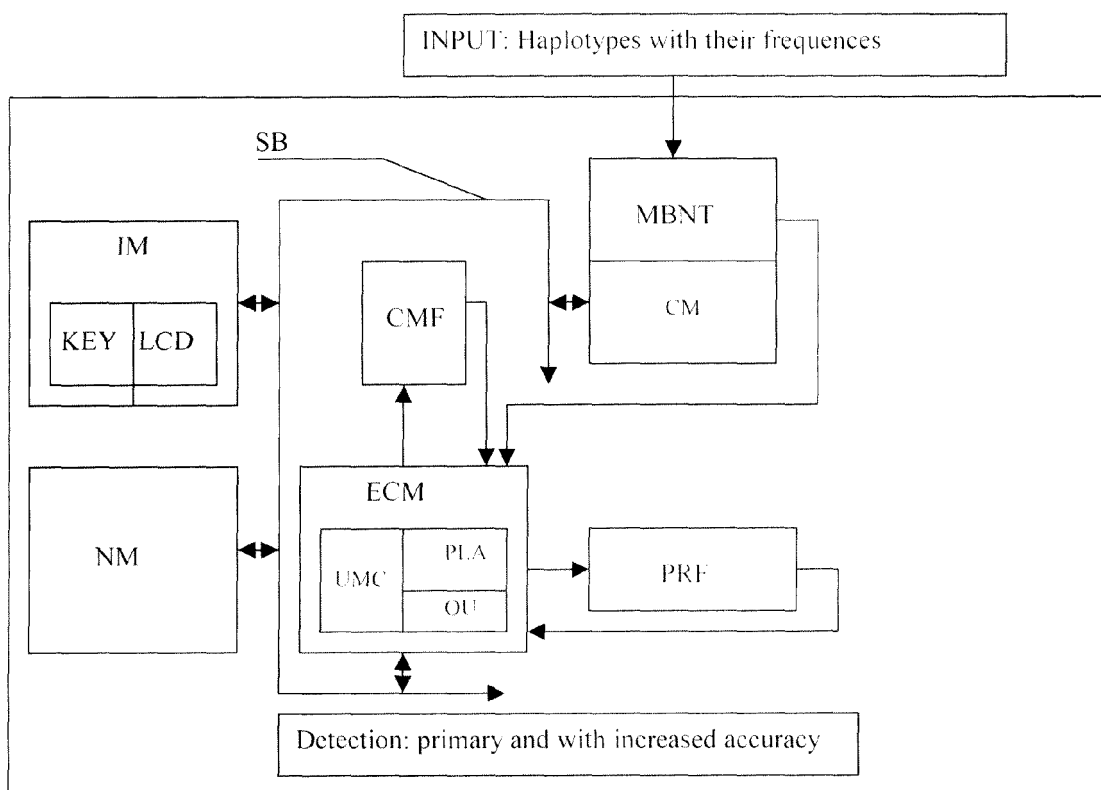 INPUT: Haplotypes with their frequences
SB
MBNT
IM
CMF
CM
KEY LCD
ECM
NM
UMC
PLA
OU
PRF
Detection: primary and with increased accuracy